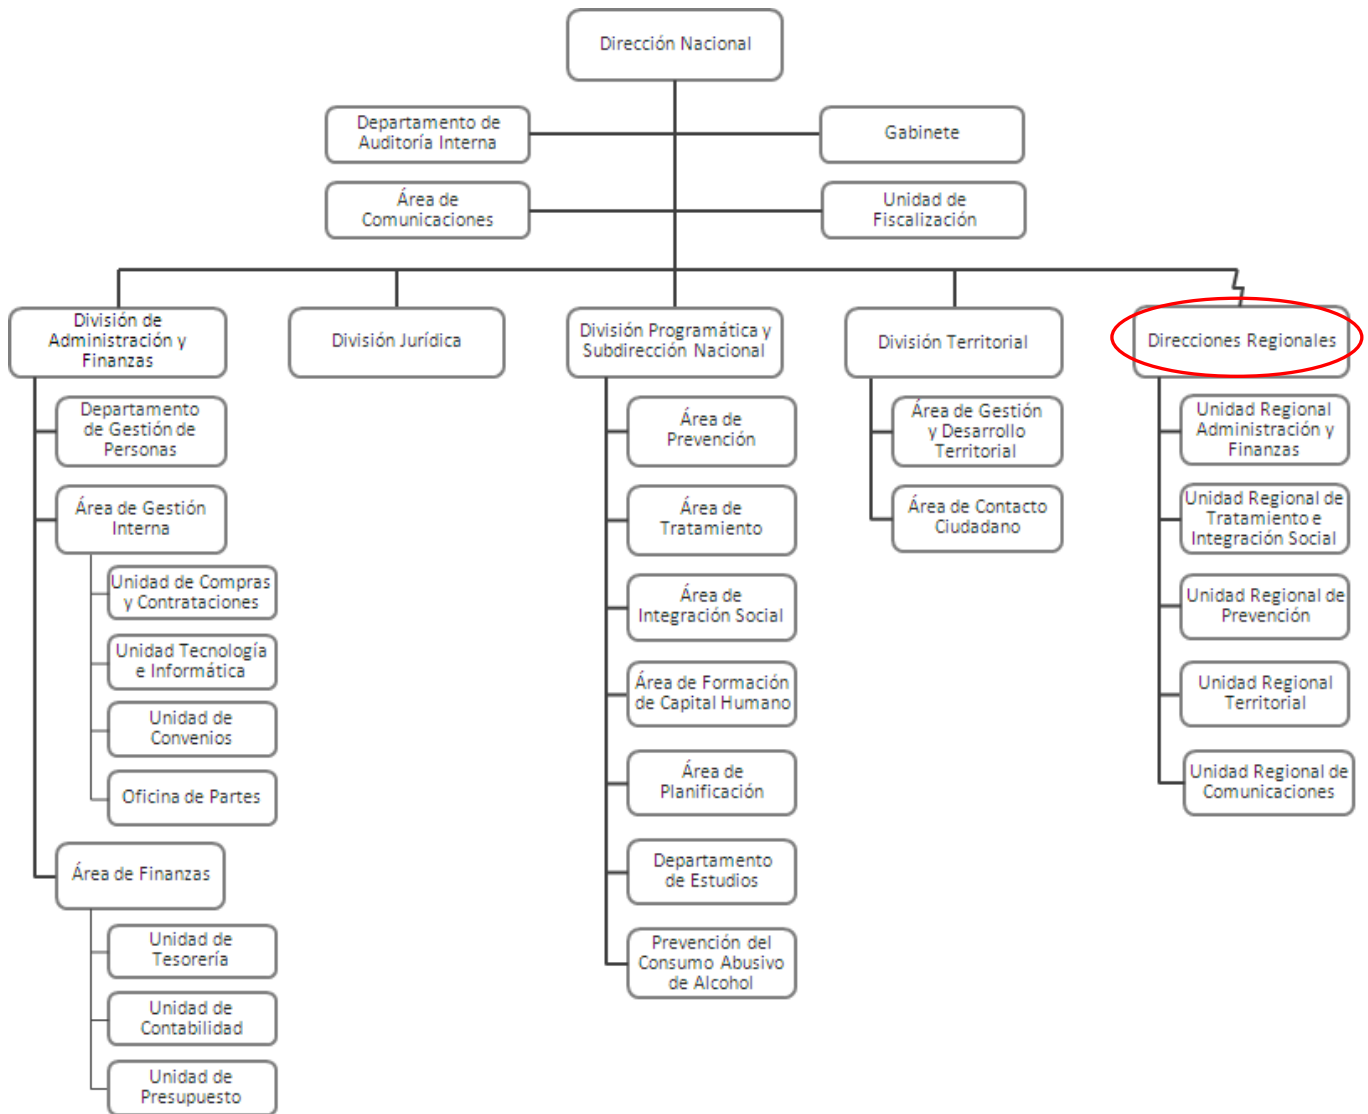 Dirección Nacional
Departamento de
Auditoría Interna
Gabinete
Área de
Comunicaciones
Unidad de
Fiscalización
División de
Administración y
Finanzas
División Jurídica
División Programática y
Subdirección Nacional
División Territorial
Direcciones Regionales
Departamento
de Gestión de
Personas
Área de Gestión
Interna
Unidad de Compras
y Contrataciones
Unidad Tecnología
e Informática
Unidad de
Convenios
Oficina de Partes
Área de Finanzas
Unidad de
Tesorería
Unidad de
Contabilidad
Unidad de
Presupuesto
Área de
Prevención
Área de
Tratamiento
Área de
Integración Social
Área de Formación
de Capital Humano
Área de
Planificación
Departamento
de Estudios
Prevención del
Consumo Abusivo
de Alcohol
Área de Gestión
y Desarrollo
Territorial
Área de Contacto
Ciudadano
Unidad Regional
Administración y
Finanzas
Unidad Regional de
Tratamiento e
Integración Social
Unidad Regional de
Prevención
Unidad Regional
Territorial
Unidad Regional de
Comunicaciones